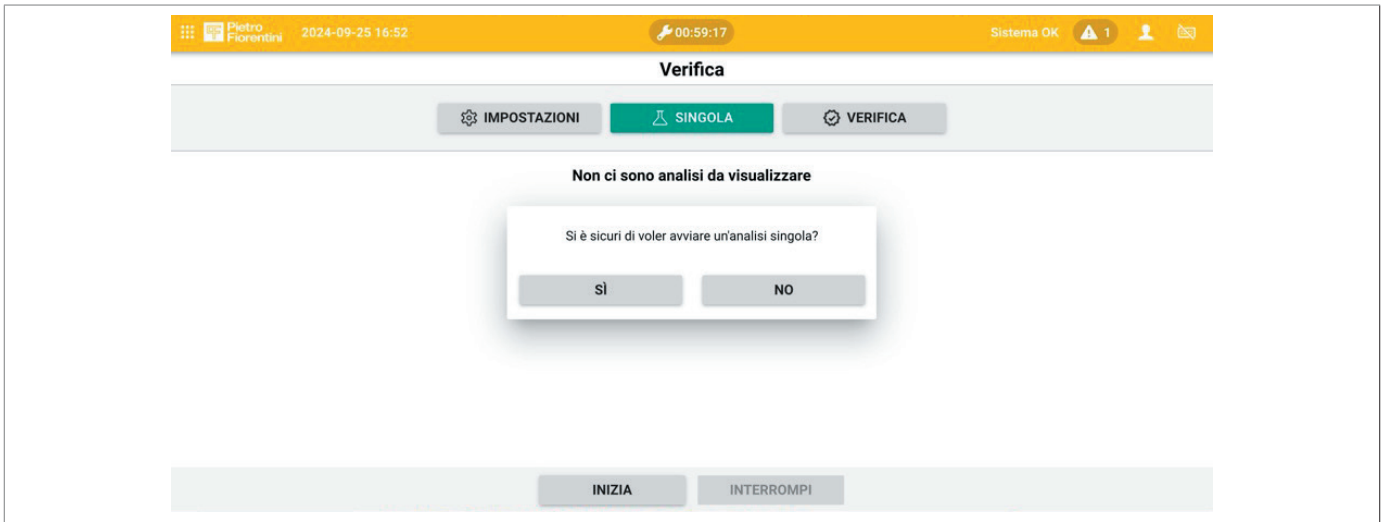 Pietro
Fiorentini
2024-09-25 16:52
00:59:17
Sistema OK
1
Verifica
IMPOSTAZIONI
SINGOLA
VERIFICA
Non ci sono analisi da visualizzare
Si è sicuri di voler avviare un'analisi singola?
SÌ
NO
INIZIA
INTERROMPI